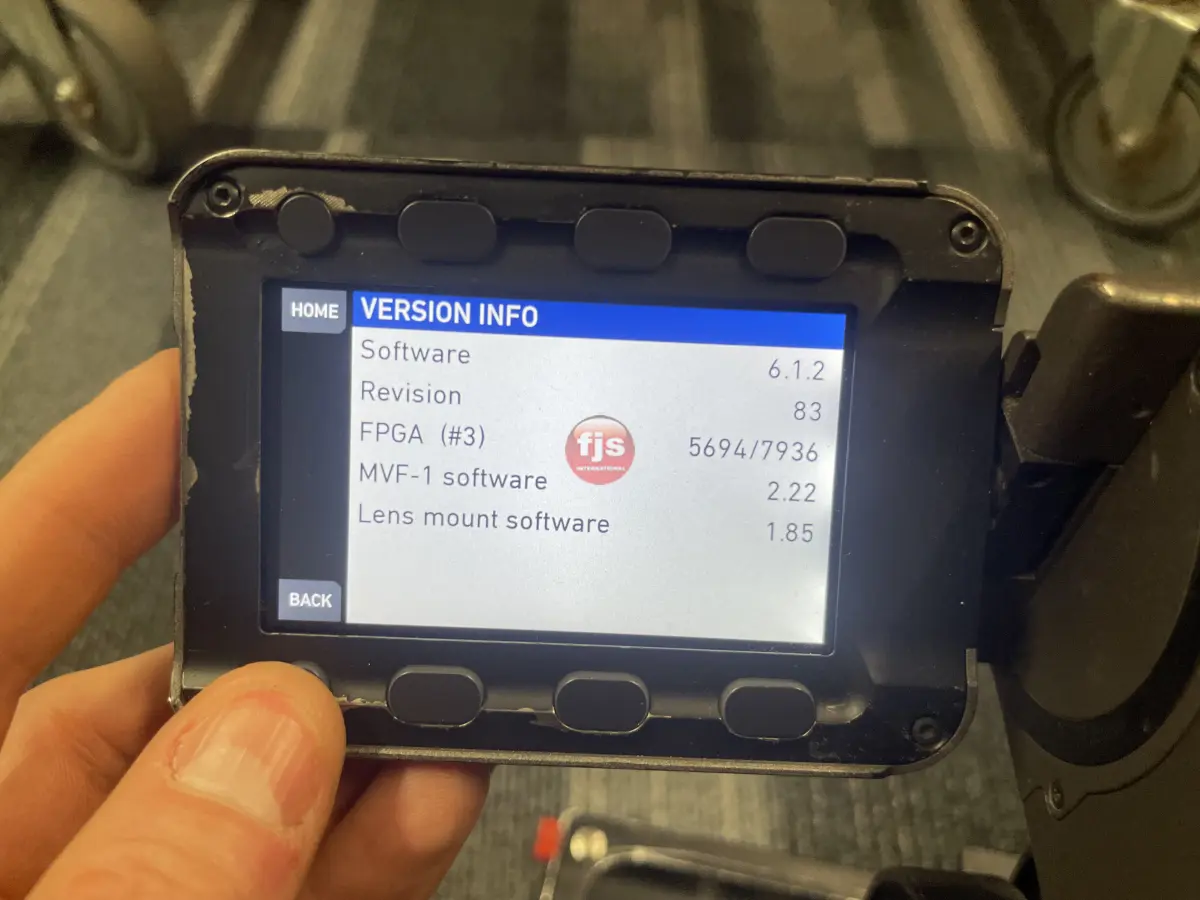 HOME
VERSION INFO
Software 6.1.2
Revision 83
FPGA (#3) 5694/7936
fjs
INTERNATIONAL
MVF-1 software 2.22
Lens mount software 1.85
BACK